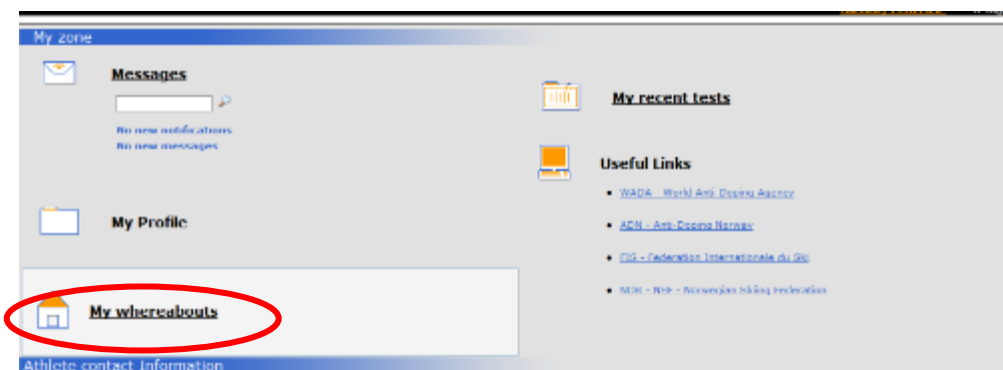 My zone
Messages
No new notifications
No new messages
My Profile
My whereabouts
Athlete contact Information
My recent tests
Useful Links
WADA - World Anti Doping Agency
ADN - Anti-Doping Norway
FIS - Federation Internationale du Ski
NOR - NSF - Norwegian Skiing Federation